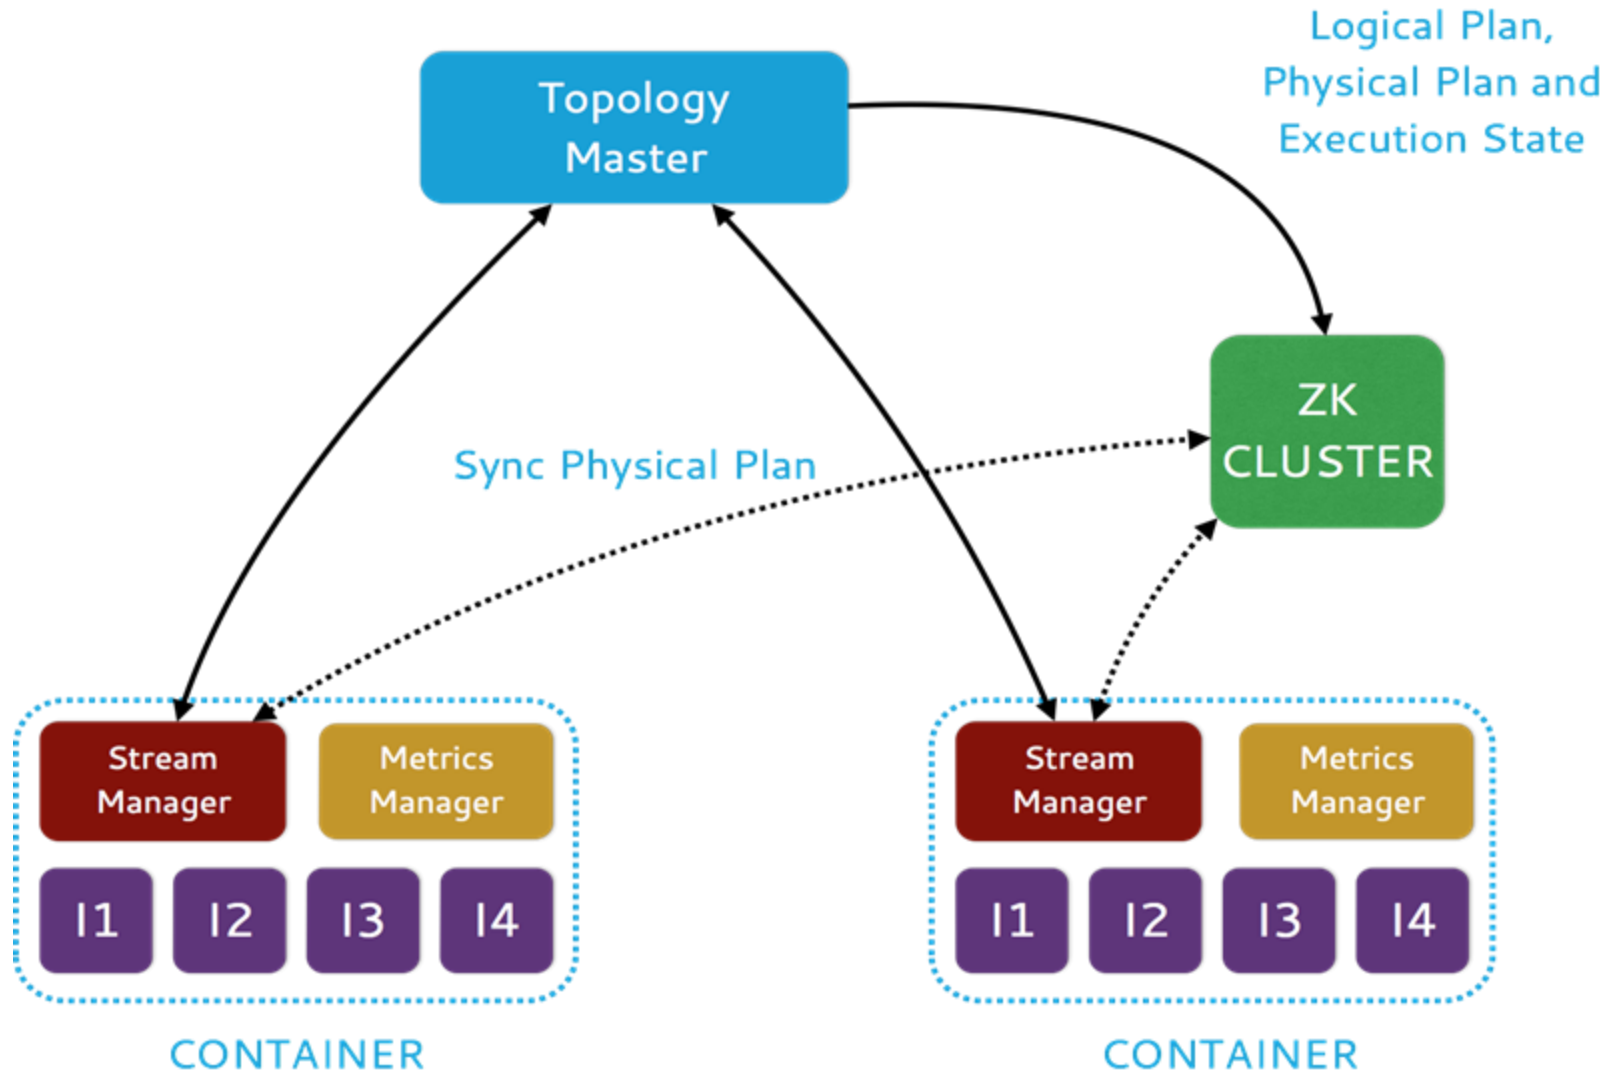 Logical Plan,
Physical Plan and
Execution State
Topology
Master
ZK
CLUSTER
Sync Physical Plan
Stream
Manager
Metrics
Manager
I1
I2
I3
I4
CONTAINER
Stream
Manager
Metrics
Manager
I1
I2
I3
I4
CONTAINER